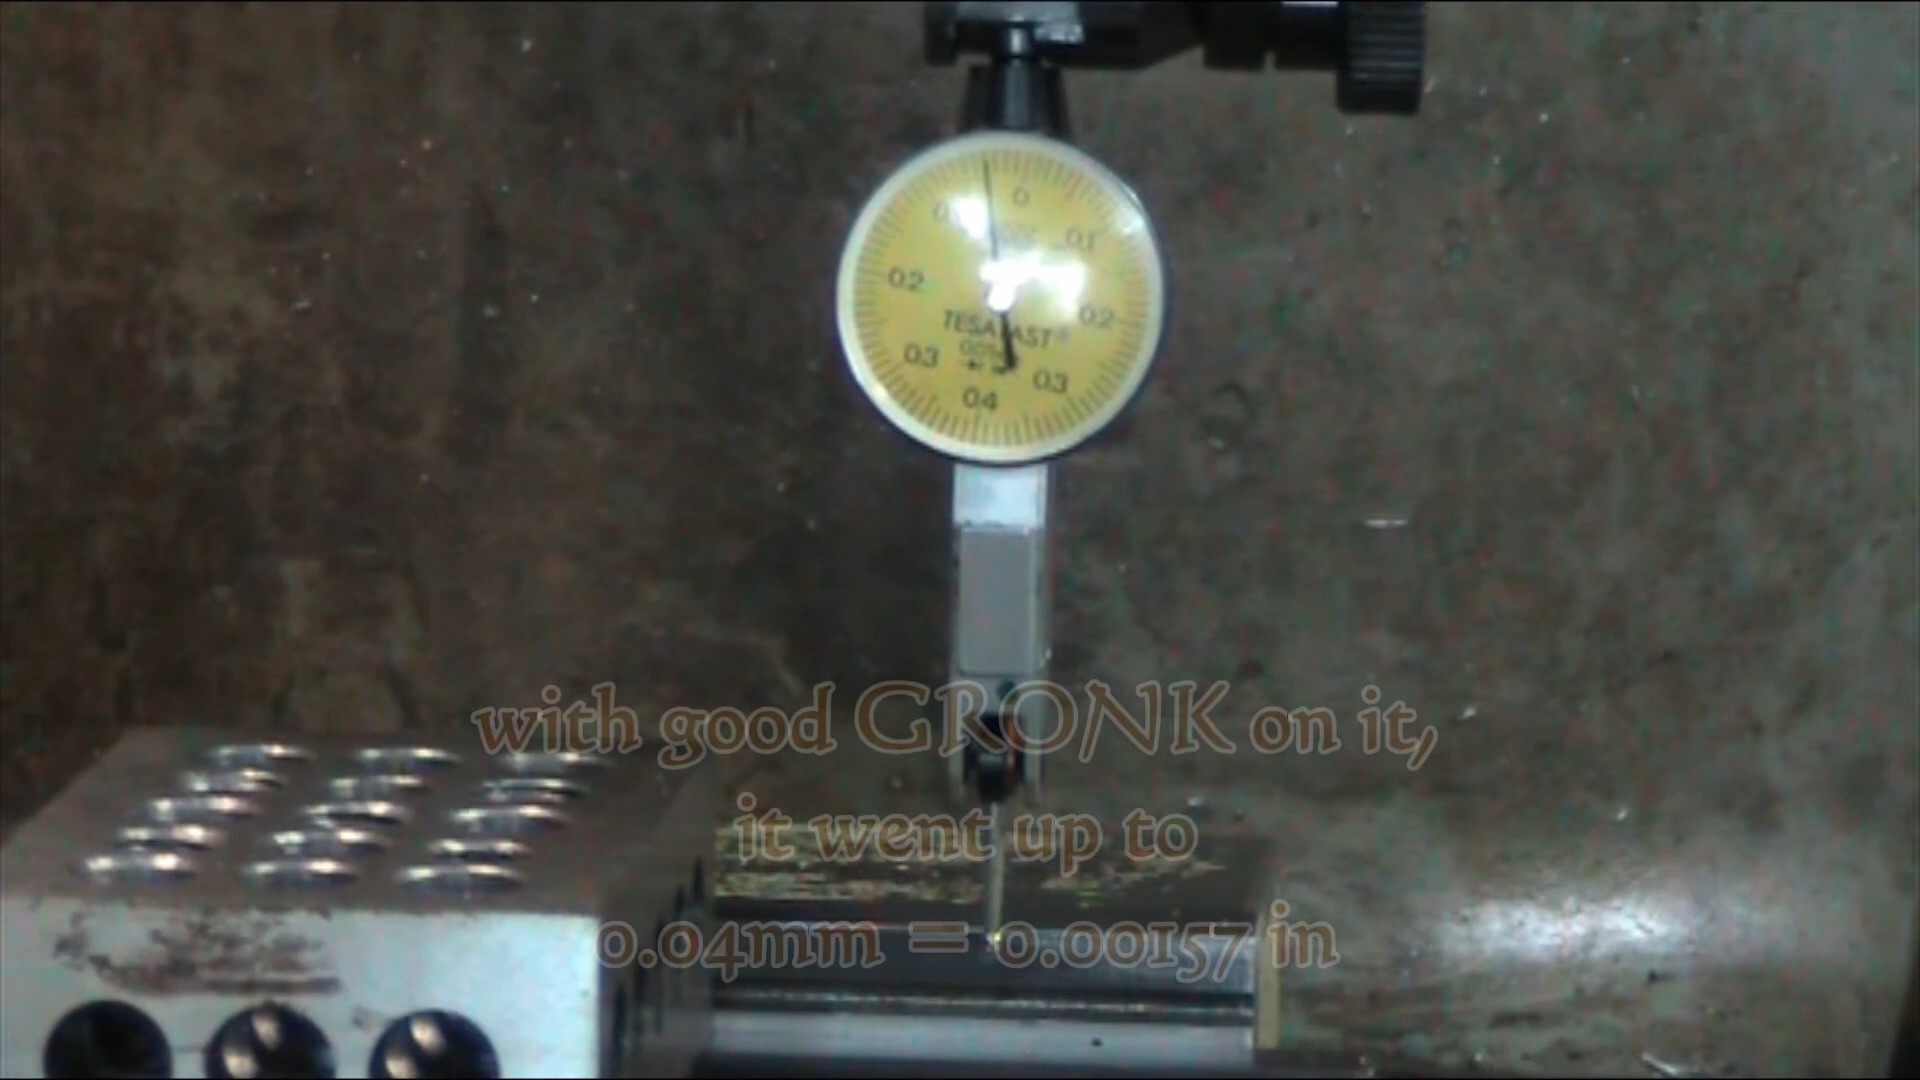 0
0.1
0.2
0.2
TESATAST
0.3
0.3
0.4
with good GRONK on it,
it went up to
0.04mm = 0.00157 in